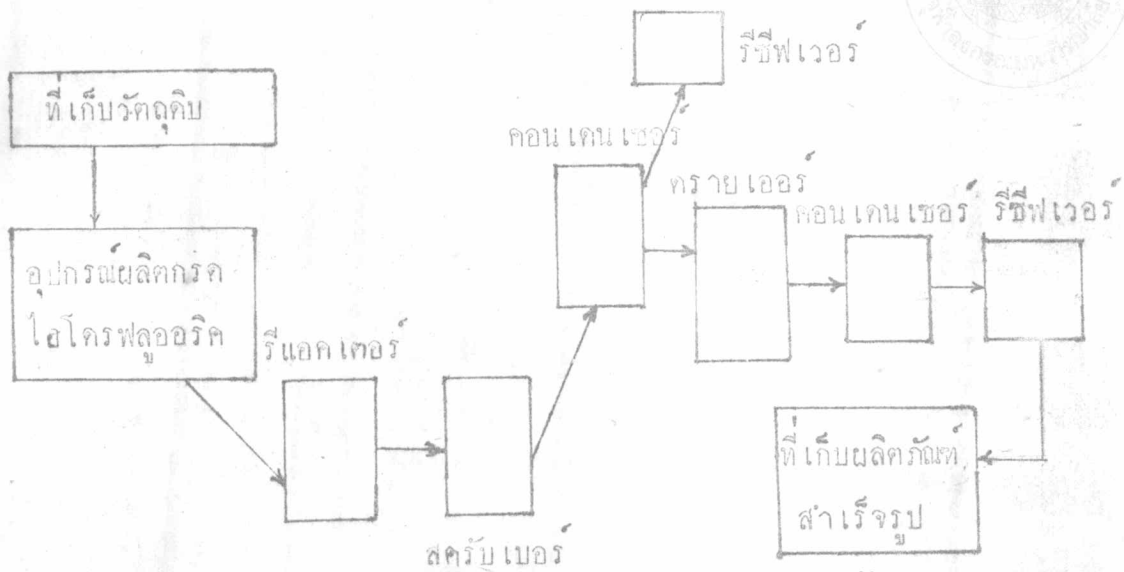 รีซีฟเวอร์
ที่เก็บวัตถุดิบ
คอนเดนเซอร์
ดรายเออร์
คอนเดนเซอร์
รีซีฟเวอร์
อุปกรณ์ผลิตกรด
ไฮโดรฟลูออริค
รีแอคเตอร์
ที่เก็บผลิตภัณฑ์
สำเร็จรูป
สครับเบอร์